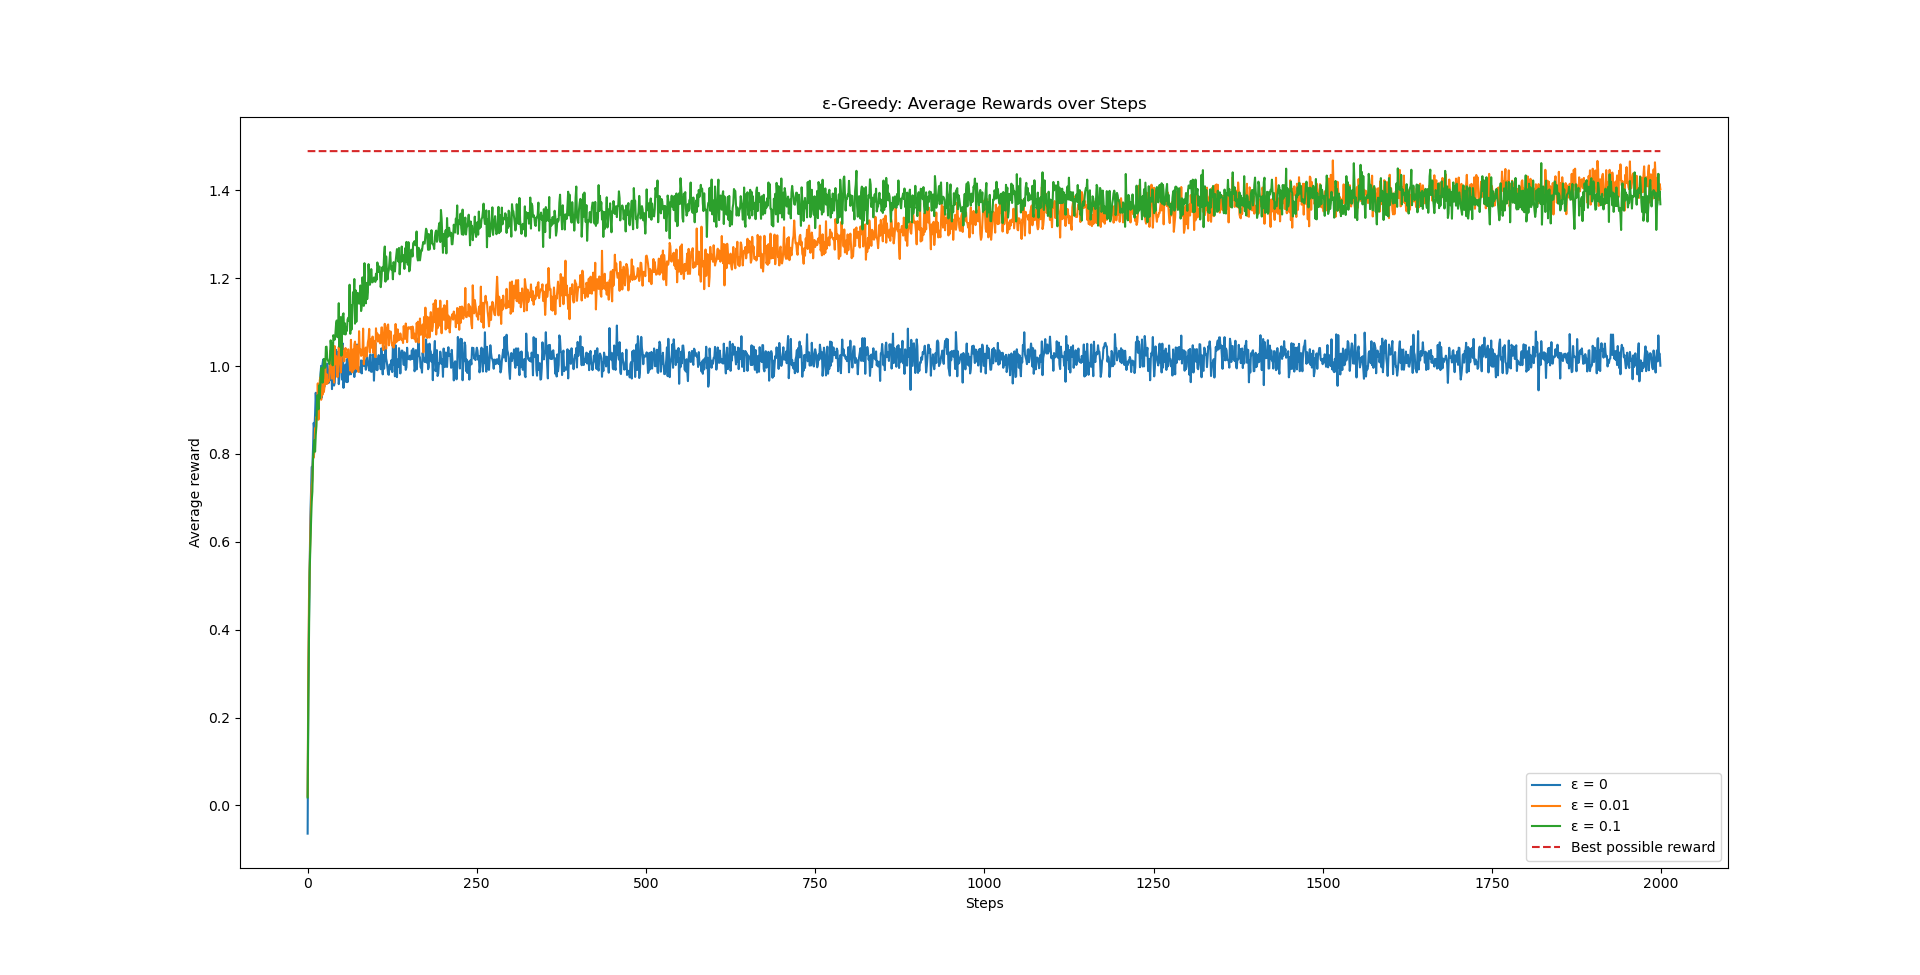 ε-Greedy: Average Rewards over Steps
Average reward
1.4
1.2
1.0
0.8
0.6
0.4
0.2
0.0
0 250 500 750 1000 1250 1500 1750 2000
Steps
ε = 0
ε = 0.01
ε = 0.1
Best possible reward